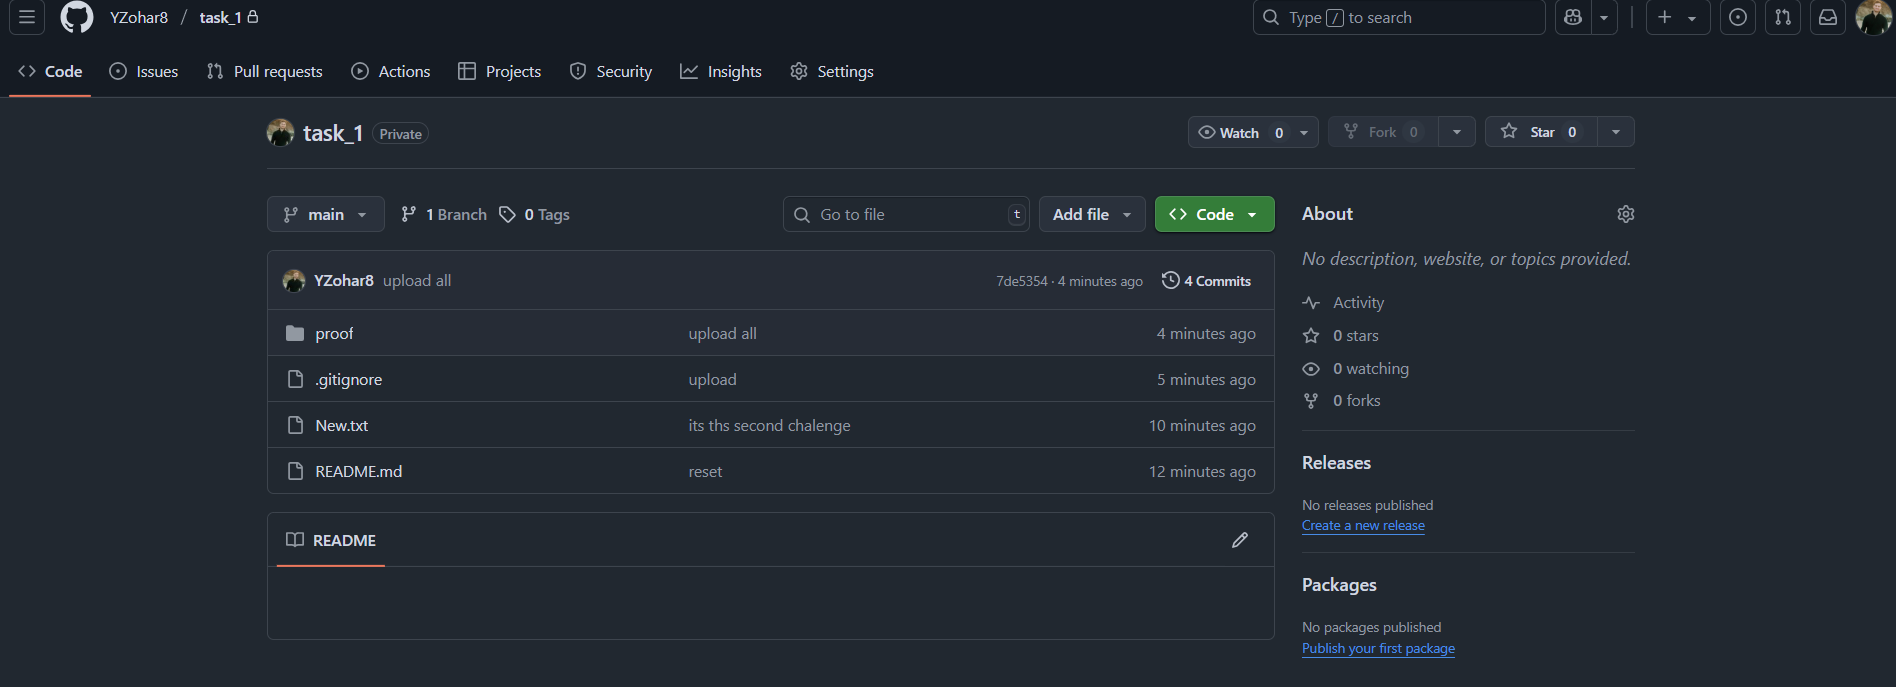 YZohar8 / task_1
Type / to search
Code Issues Pull requests Actions Projects Security Insights Settings
task_1 Private
Watch 0 Fork 0 Star 0
main 1 Branch 0 Tags Go to file t Add file Code
YZohar8 upload all 7de5354 · 4 minutes ago 4 Commits
proof upload all 4 minutes ago
.gitignore upload 5 minutes ago
New.txt its ths second chalenge 10 minutes ago
README.md reset 12 minutes ago
README
About
No description, website, or topics provided.
Activity
0 stars
0 watching
0 forks
Releases
No releases published
Create a new release
Packages
No packages published
Publish your first package